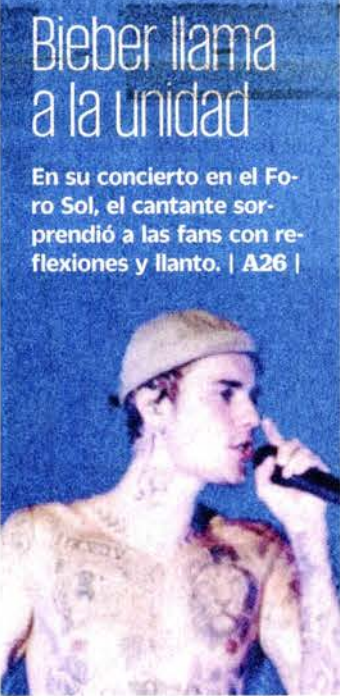 Bieber llama
a la unidad
En su concierto en el Fo-
ro Sol, el cantante sor-
prendió a las fans con re-
flexiones y llanto. | A26 |